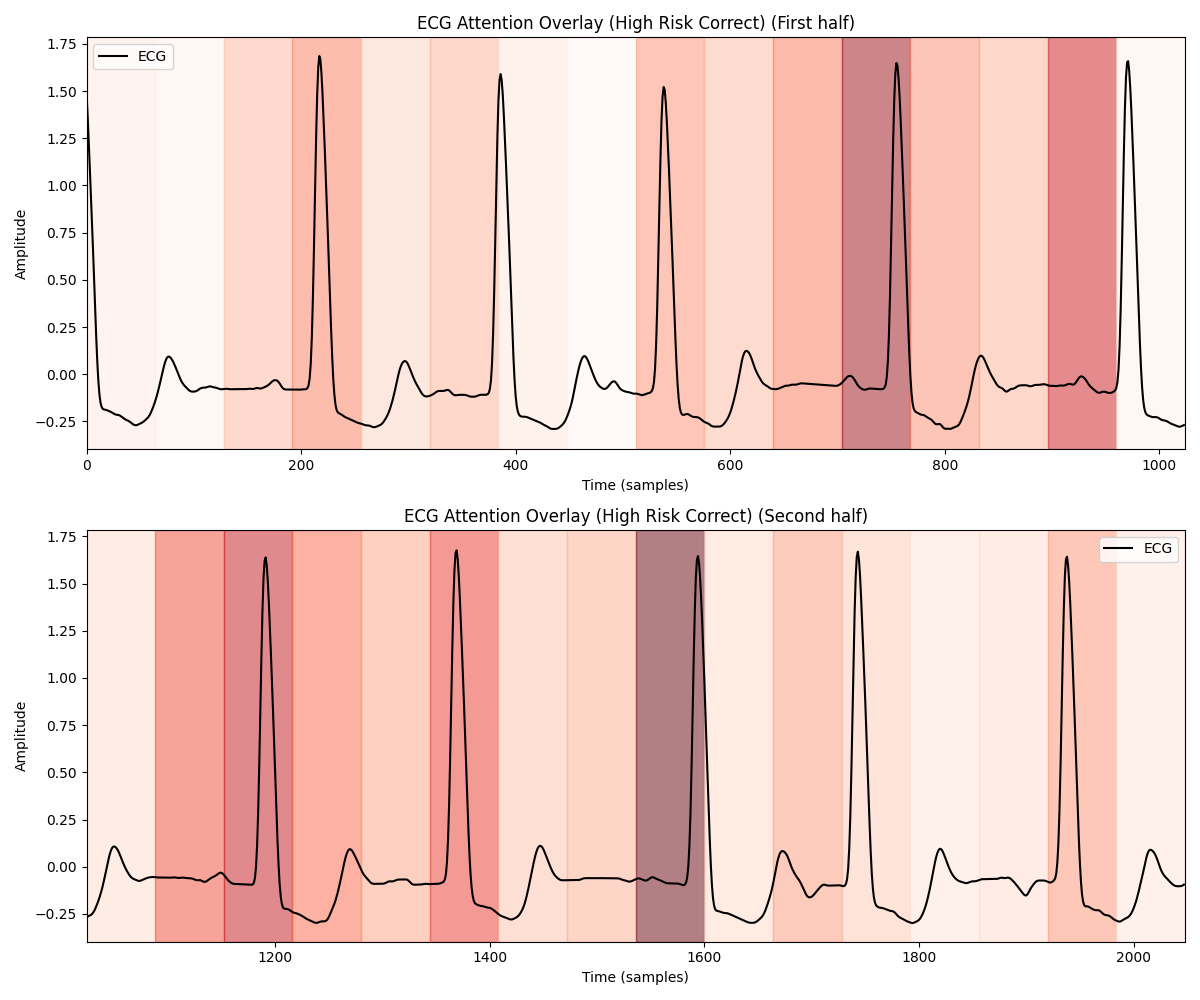 ECG Attention Overlay (High Risk Correct) (First half)
ECG
Amplitude
1.75
1.50
1.25
1.00
0.75
0.50
0.25
0.00
−0.25
0 200 400 600 800 1000
Time (samples)
ECG Attention Overlay (High Risk Correct) (Second half)
ECG
Amplitude
1.75
1.50
1.25
1.00
0.75
0.50
0.25
0.00
−0.25
1200 1400 1600 1800 2000
Time (samples)